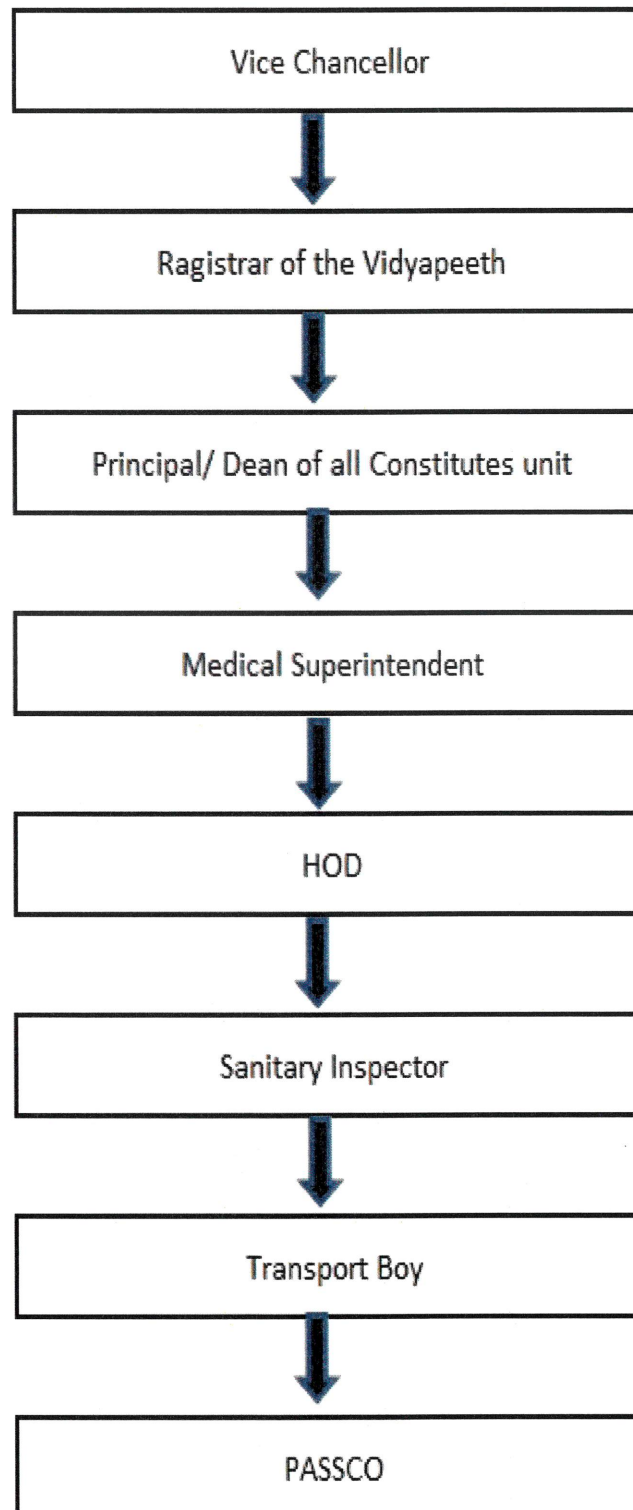 Vice Chancellor
Ragistrar of the Vidyapeeth
Principal/ Dean of all Constitutes unit
Medical Superintendent
HOD
Sanitary Inspector
Transport Boy
PASSCO